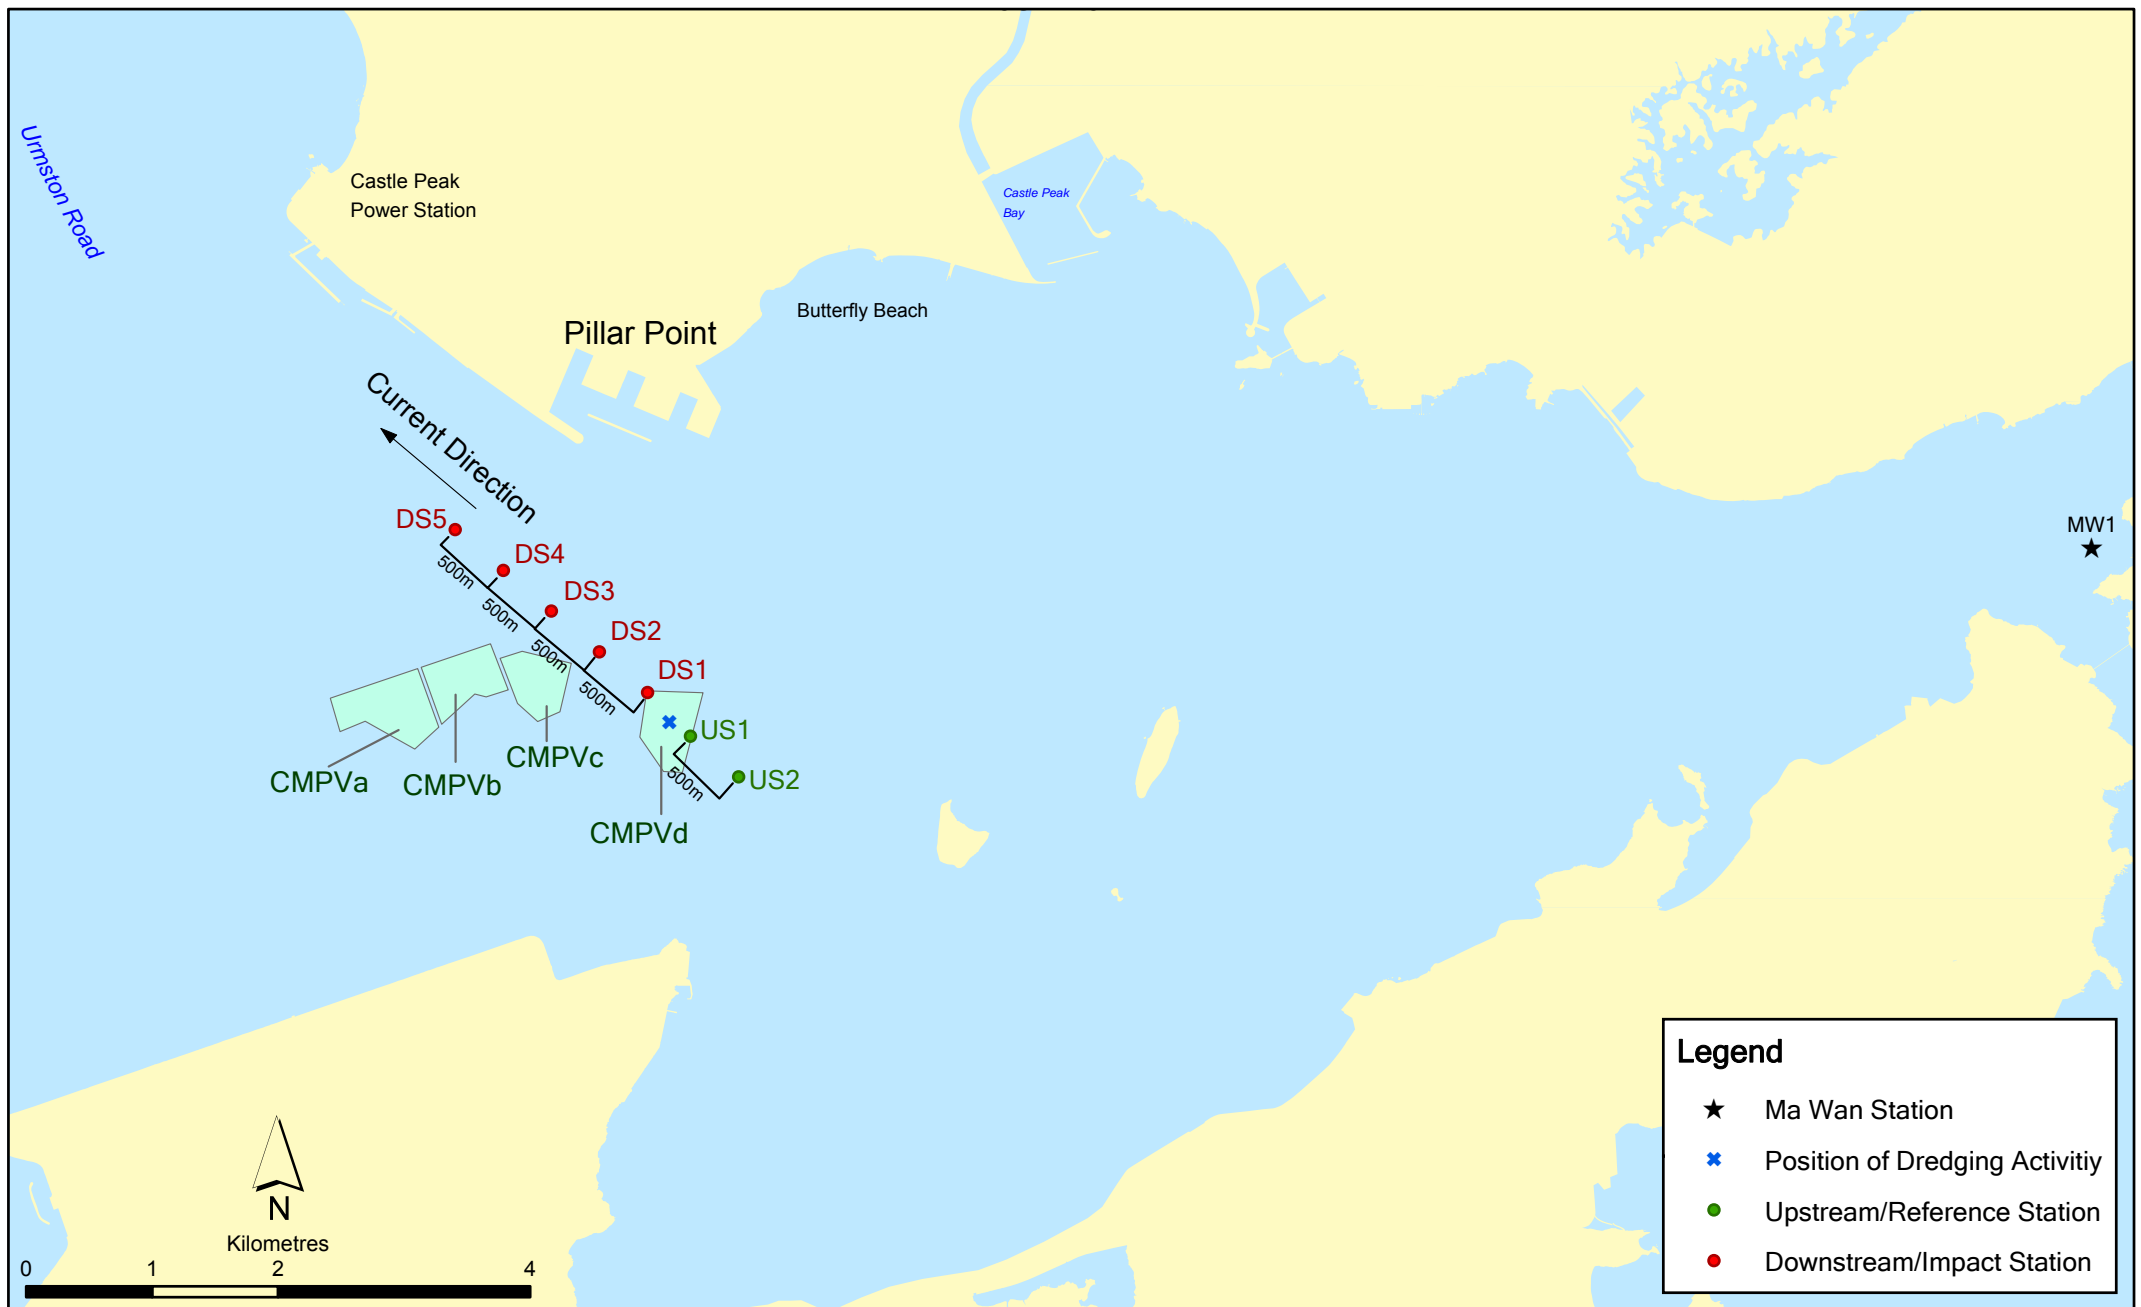 Urmston Road
Castle Peak
Power Station
Castle Peak
Bay
Butterfly Beach
Pillar Point
Current Direction
MW1
DS5
DS4
DS3
DS2
DS1
500m
500m
500m
500m
US1
US2
500m
CMPVa
CMPVb
CMPVc
CMPVd
N
Kilometres
0 1 2 4
Legend
Ma Wan Station
Position of Dredging Activitiy
Upstream/Reference Station
Downstream/Impact Station